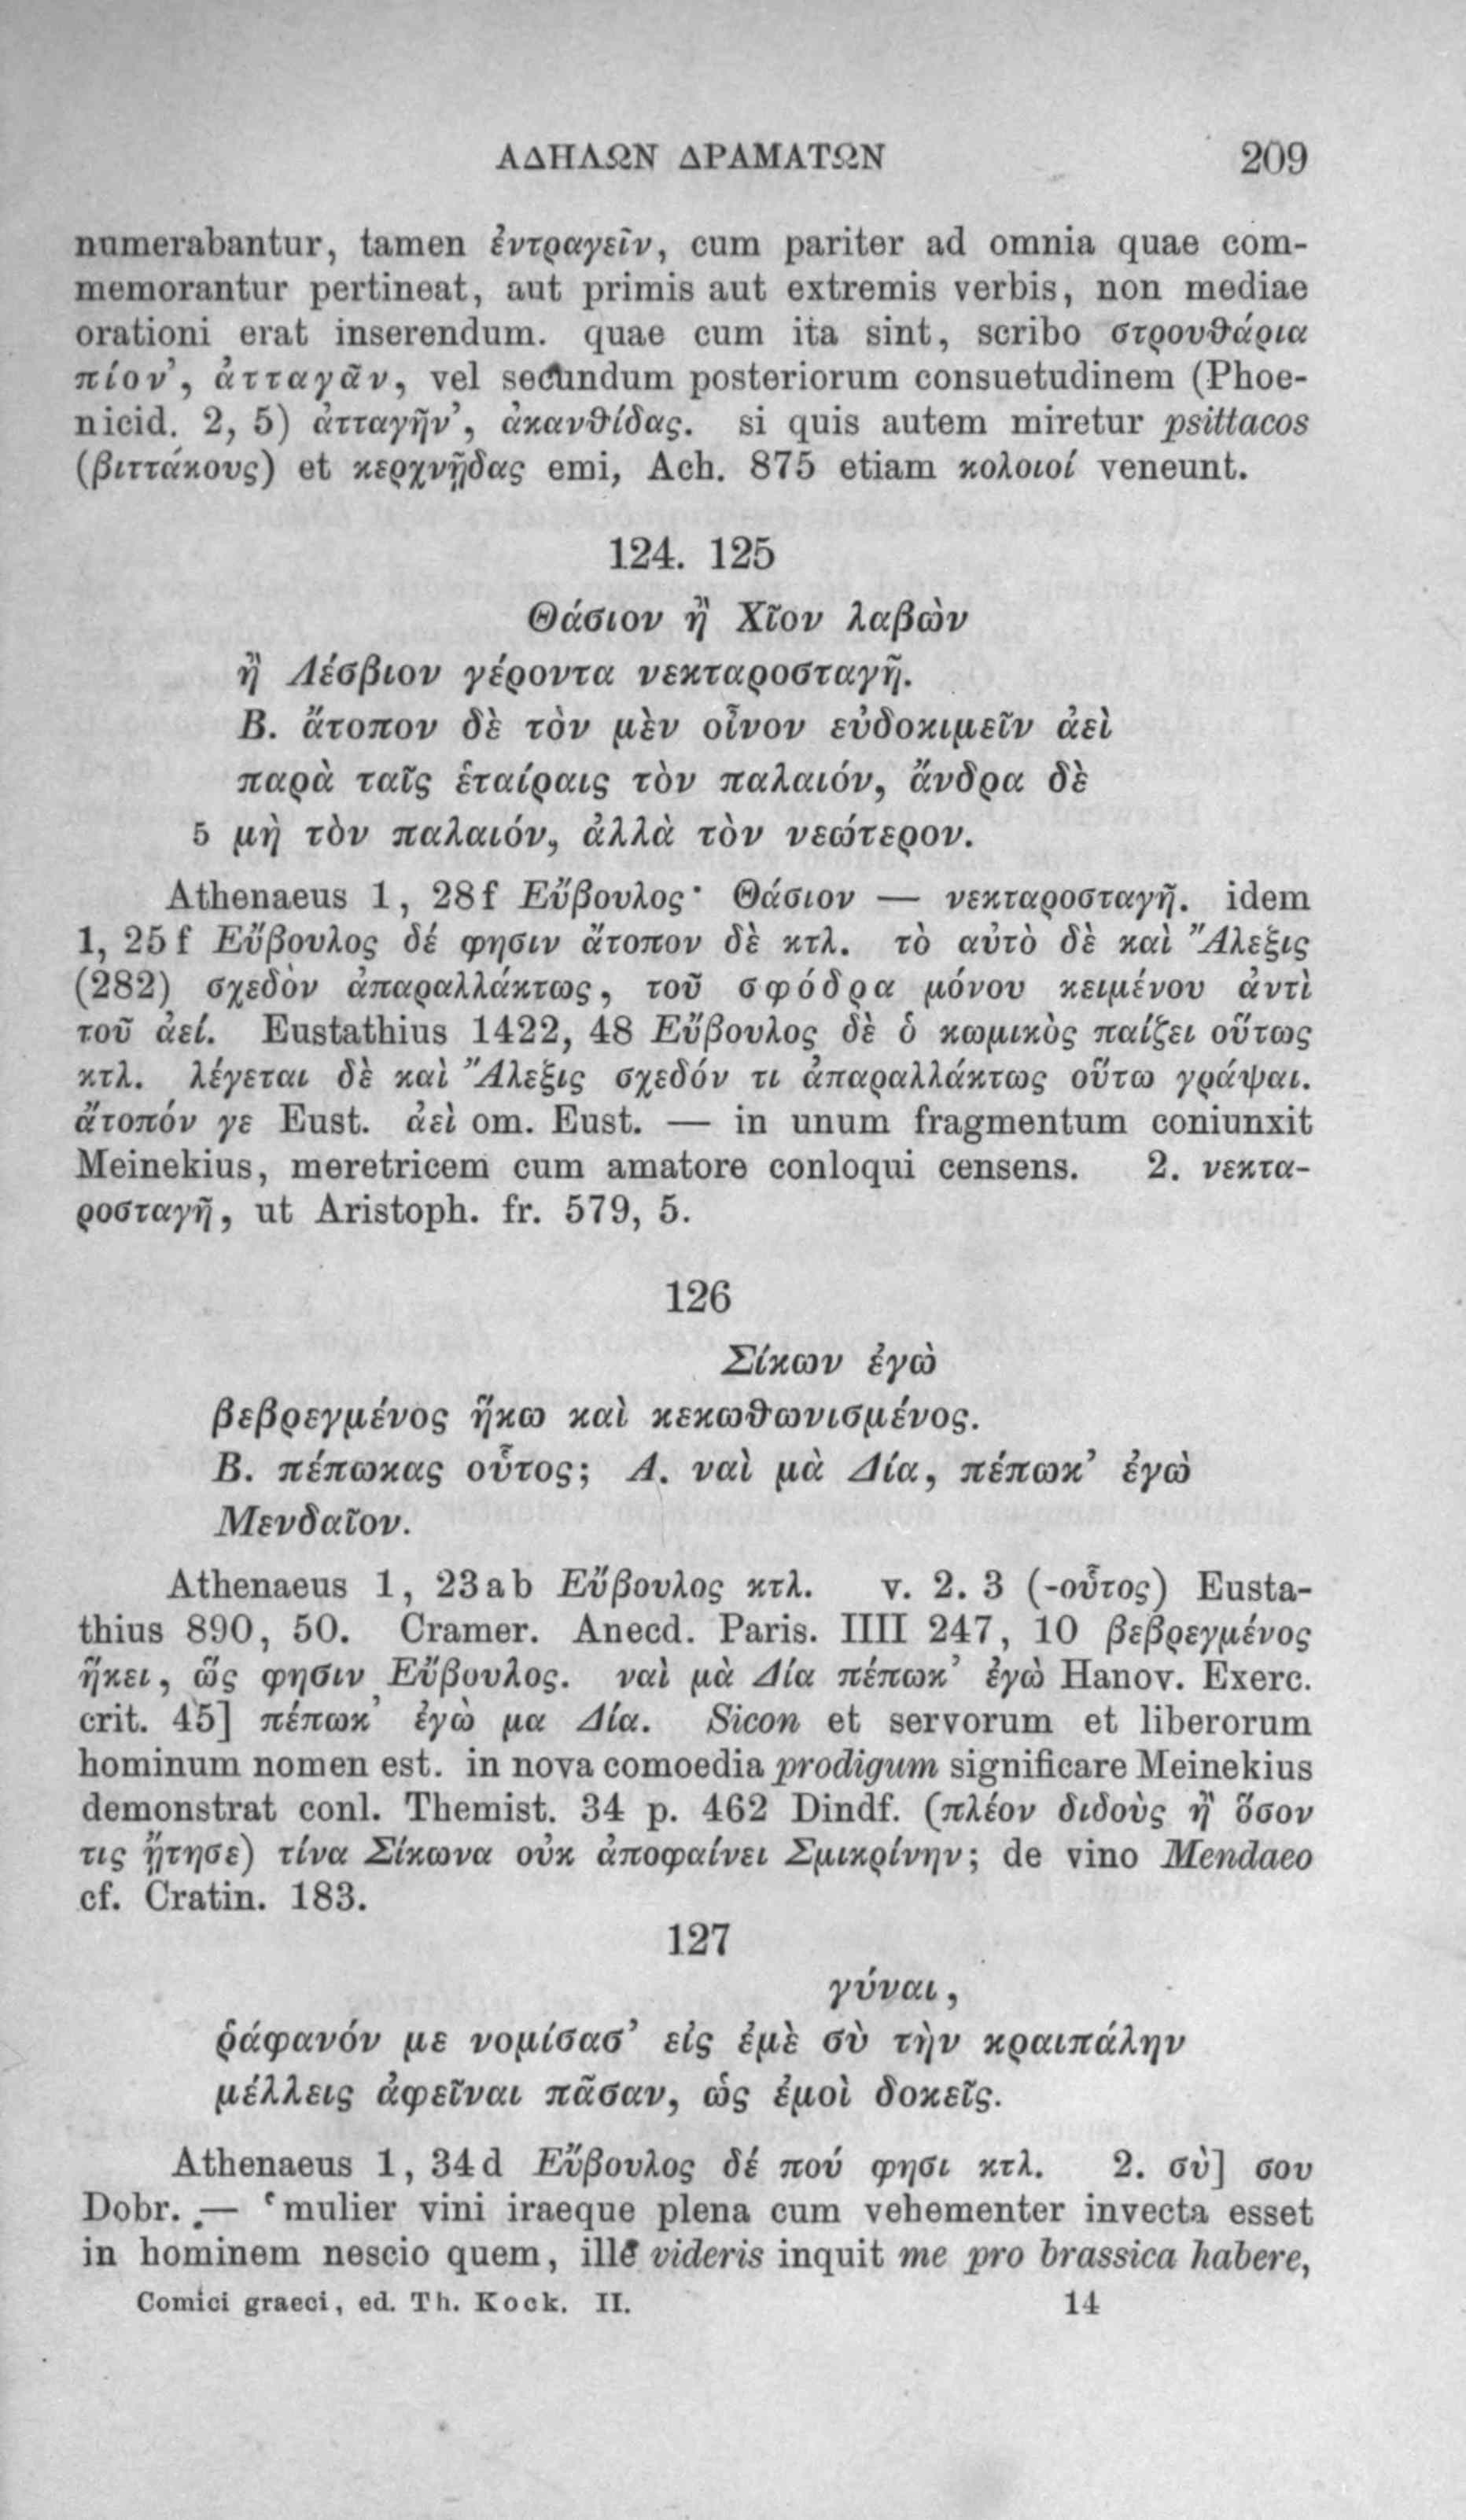 ΑΔΗΛΩΝ ΔΡΑΜΑΤΩΝ 209
numerabantur, tamen ἐντραγεῖν, cum pariter ad omnia quae com-
memorantur pertineat, aut primis aut extremis verbis, non mediae
orationi erat inserendum. quae cum ita sint, scribo στρουθάρια
πίον', ἀτταγᾶν, vel secundum posteriorum consuetudinem (Phoe-
nicid. 2, 5) ἀτταγῆν', ἀκανθίδας. si quis autem miretur psittacos
(βιττάκους) et κερχνῇδας emi, Ach. 875 etiam κολοιοί veneunt.
124. 125
Θάσιον ἢ Χῖον λαβὼν
ἢ Λέσβιον γέροντα νεκταροσταγῆ.
Β. ἄτοπον δὲ τὸν μὲν οἶνον εὐδοκιμεῖν ἀεὶ
παρὰ ταῖς ἑταίραις τὸν παλαιόν, ἄνδρα δὲ
5 μὴ τὸν παλαιόν, ἀλλὰ τὸν νεώτερον.
Athenaeus 1, 28f Εὔβουλος· Θάσιον — νεκταροσταγῆ. idem
1, 25f Εὔβουλος δέ φησιν ἄτοπον δὲ κτλ. τὸ αὐτὸ δὲ καὶ Ἄλεξις
(282) σχεδὸν ἀπαραλλάκτως, τοῦ σφόδρα μόνου κειμένου ἀντὶ
τοῦ ἀεί. Eustathius 1422, 48 Εὔβουλος δὲ ὁ κωμικὸς παίζει οὕτως
κτλ. λέγεται δὲ καὶ Ἄλεξις σχεδόν τι ἀπαραλλάκτως οὕτω γράψαι.
ἄτοπόν γε Eust. ἀεὶ om. Eust. — in unum fragmentum coniunxit
Meinekius, meretricem cum amatore conloqui censens. 2. νεκτα-
ροσταγῆ, ut Aristoph. fr. 579, 5.
126
Σίκων ἐγὼ
βεβρεγμένος ἥκω καὶ κεκωθωνισμένος.
Β. πέπωκας οὗτος; Α. ναὶ μὰ Δία, πέπωκ' ἐγὼ
Μενδαῖον.
Athenaeus 1, 23ab Εὔβουλος κτλ. v. 2. 3 (-οὗτος) Eusta-
thius 890, 50. Cramer. Anecd. Paris. IIII 247, 10 βεβρεγμένος
ἥκει, ὥς φησιν Εὔβουλος. ναὶ μὰ Δία πέπωκ' ἐγὼ Hanov. Exerc.
crit. 45] πέπωκ' ἐγὼ μα Δία. Sicon et servorum et liberorum
hominum nomen est. in nova comoedia prodigum significare Meinekius
demonstrat conl. Themist. 34 p. 462 Dindf. (πλέον διδοὺς ἢ ὅσον
τις ᾔτησε) τίνα Σίκωνα οὐκ ἀποφαίνει Σμικρίνην; de vino Mendaeo
cf. Cratin. 183.
127
γύναι,
ῥάφανόν με νομίσασ' εἰς ἐμὲ σὺ τὴν κραιπάλην
μέλλεις ἀφεῖναι πᾶσαν, ὡς ἐμοὶ δοκεῖς.
Athenaeus 1, 34d Εὔβουλος δέ πού φησι κτλ. 2. σὺ] σου
Dobr. — ‘mulier vini iraeque plena cum vehementer invecta esset
in hominem nescio quem, ille videris inquit me pro brassica habere,
Comici graeci, ed. Th. Kock. II. 14